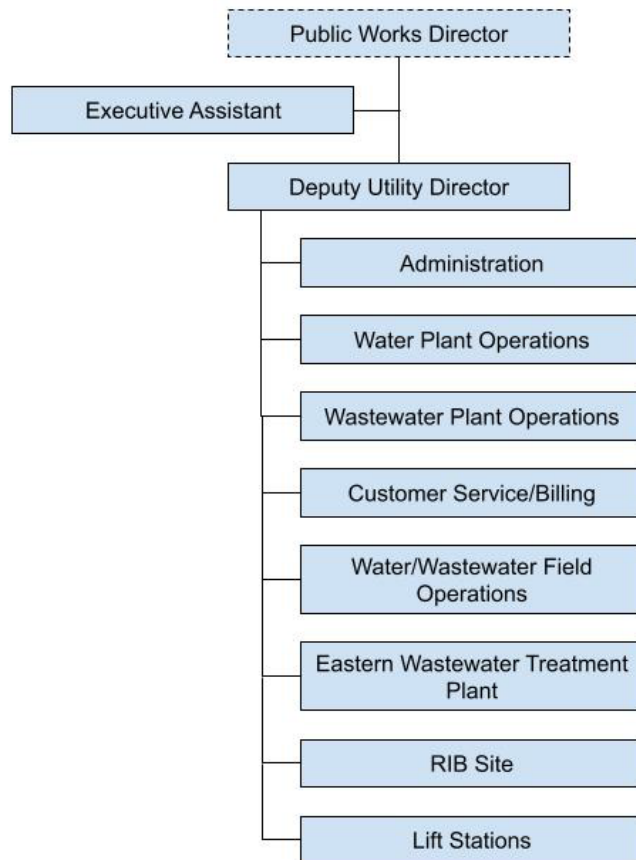 Public Works Director
Executive Assistant
Deputy Utility Director
Administration
Water Plant Operations
Wastewater Plant Operations
Customer Service/Billing
Water/Wastewater Field
Operations
Eastern Wastewater Treatment
Plant
RIB Site
Lift Stations